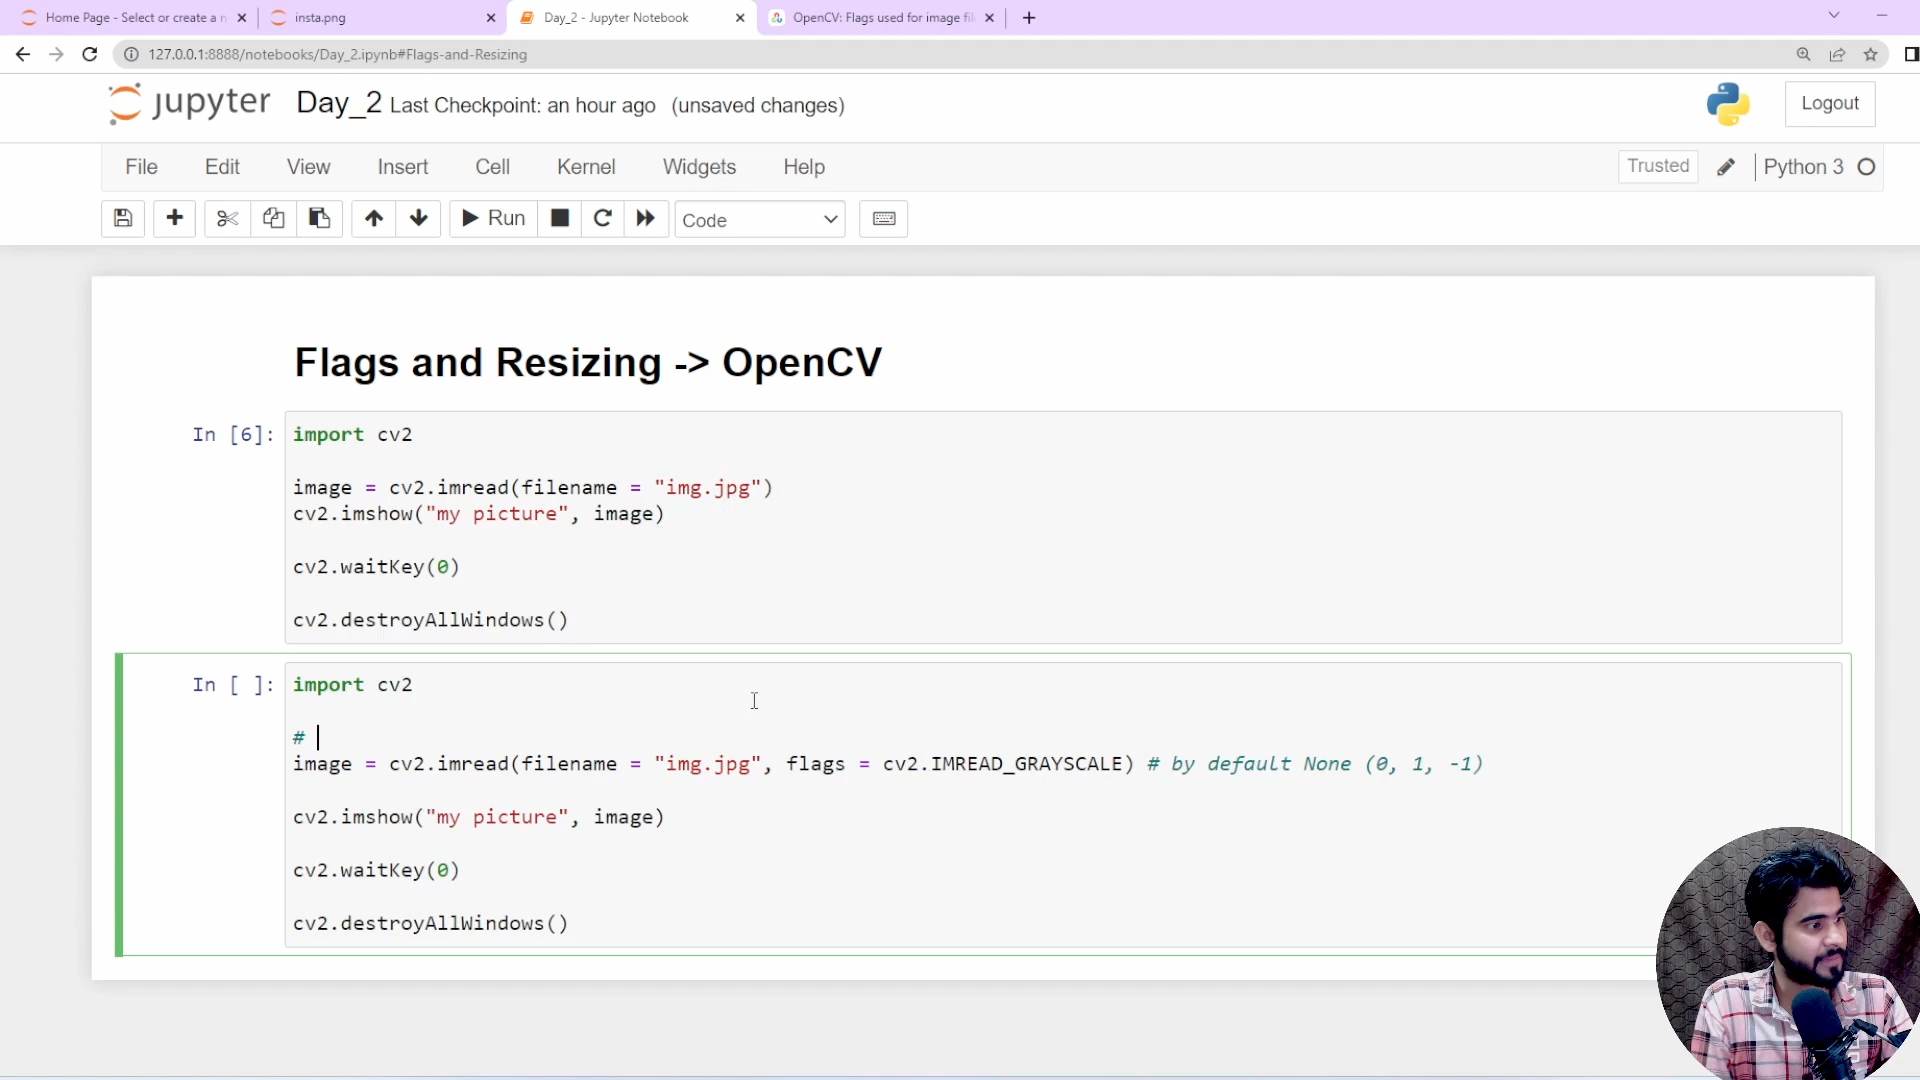 Home Page - Select or create a n
insta.png
Day_2 - Jupyter Notebook
OpenCV: Flags used for image fil
127.0.0.1:8888/notebooks/Day_2.ipynb#Flags-and-Resizing
jupyter Day_2 Last Checkpoint: an hour ago (unsaved changes)
Logout
File Edit View Insert Cell Kernel Widgets Help
Trusted Python 3
Run Code
Flags and Resizing -> OpenCV
In [6]: import cv2
image = cv2.imread(filename = "img.jpg")
cv2.imshow("my picture", image)
cv2.waitKey(0)
cv2.destroyAllWindows()
In [ ]: import cv2
#
image = cv2.imread(filename = "img.jpg", flags = cv2.IMREAD_GRAYSCALE) # by default None (0, 1, -1)
cv2.imshow("my picture", image)
cv2.waitKey(0)
cv2.destroyAllWindows()